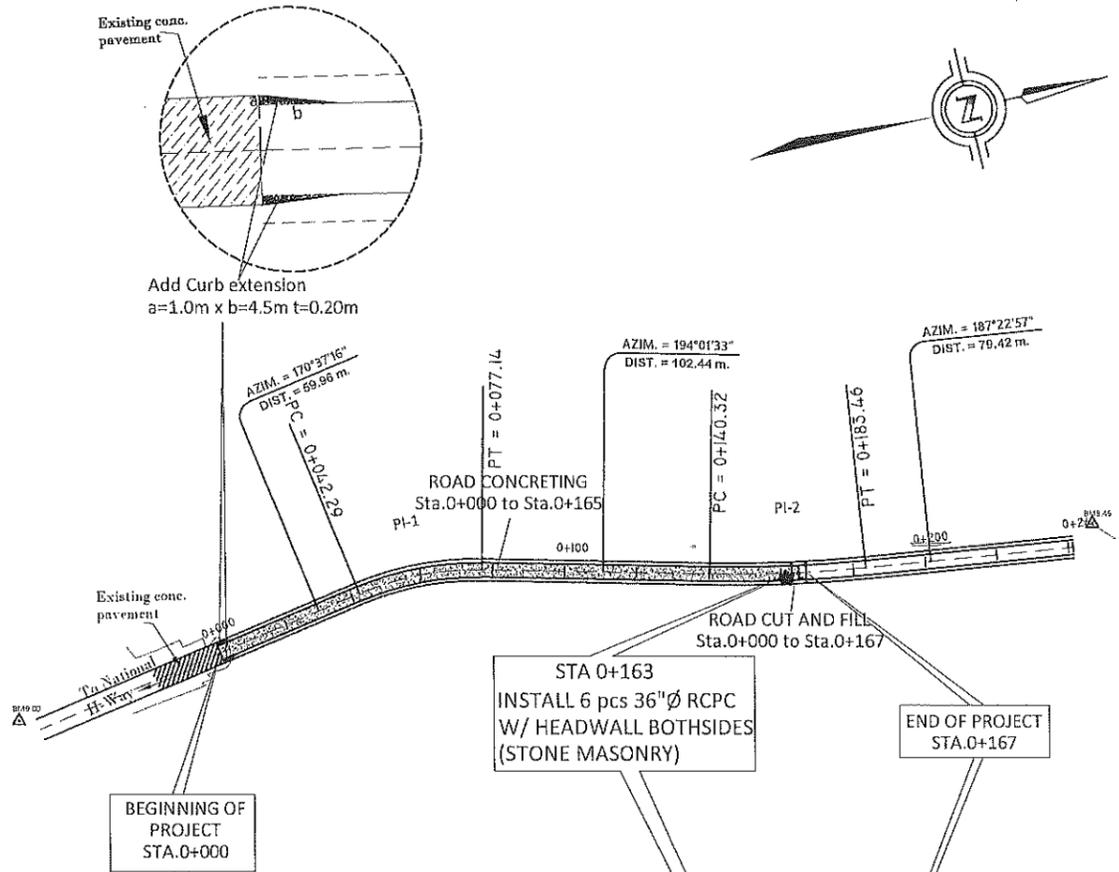 Existing conc.
pavement
a
b
Z
Add Curb extension
a=1.0m x b=4.5m t=0.20m
AZIM. = 170°37'16"
DIST. = 59.96 m.
PC = 0+042.29
PI-1
PT = 0+077.14
ROAD CONCRETING
Sta.0+000 to Sta.0+165
AZIM. = 194°01'33"
DIST. = 102.44 m.
0+100
PC = 0+140.32
PI-2
PT = 0+183.46
AZIM. = 187°22'57"
DIST. = 79.42 m.
0+200
Existing conc.
pavement
0+000
To National
H-Way
ROAD CUT AND FILL
Sta.0+000 to Sta.0+167
STA 0+163
INSTALL 6 pcs 36"Ø RCPC
W/ HEADWALL BOTHSIDES
(STONE MASONRY)
END OF PROJECT
STA.0+167
BEGINNING OF
PROJECT
STA.0+000